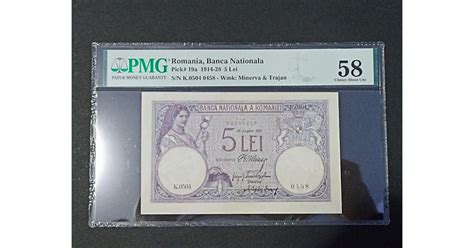 PMG
PAPER MONEY GUARANTY
Romania, Banca Nationala
Pick# 19a 1914-28 5 Lei
S/N K.0504 0458 - Wmk: Minerva & Trajan
58
Choice About Unc
BANCA NATIONALA A ROMANIEI
5 LEI
K.0504
0458